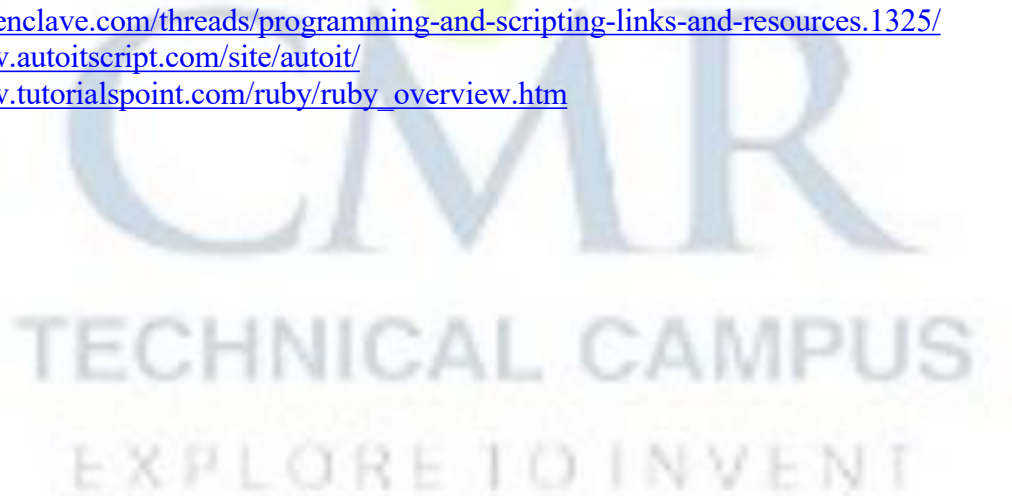 enclave.com/threads/programming-and-scripting-links-and-resources.1325/
.autoitscript.com/site/autoit/
.tutorialspoint.com/ruby/ruby_overview.htm
CMR
TECHNICAL CAMPUS
EXPLORE TO INVENT